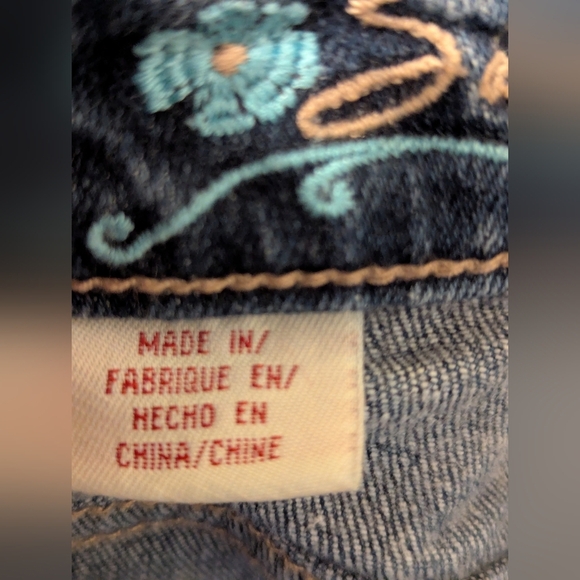 MADE IN/
FABRIQUE EN/
HECHO EN
CHINA/CHINE